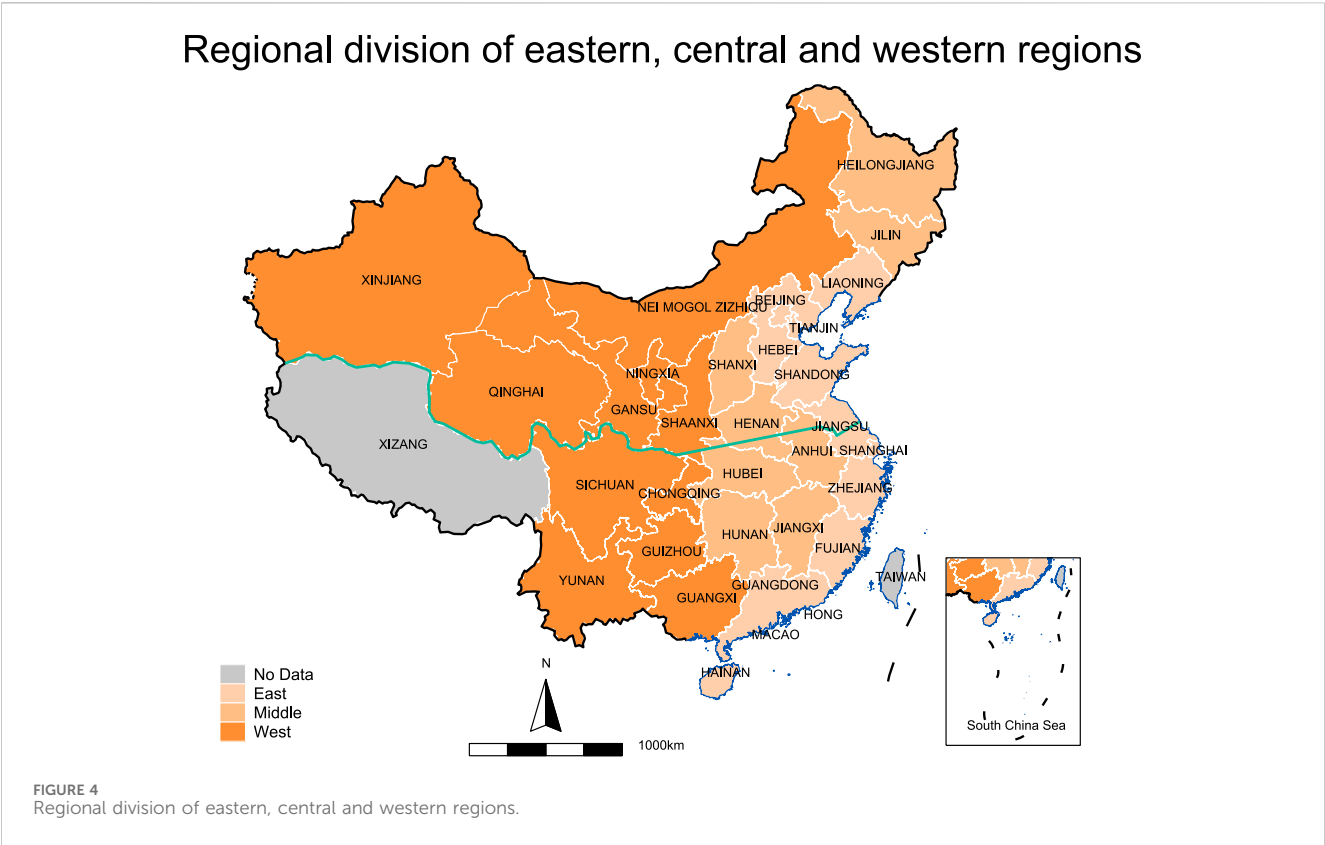 Regional division of eastern, central and western regions
HEILONGJIANG
JILIN
LIAONING
XINJIANG
NEI MOGOL ZIZHIQU
BEIJING
TIANJIN
HEBEI
SHANXI
SHANDONG
NINGXIA
QINGHAI
GANSU
SHAANXI
HENAN
JIANGSU
XIZANG
ANHUI
SHANGHAI
HUBEI
SICHUAN
CHONGQING
ZHEJIANG
HUNAN
JIANGXI
FUJIAN
GUIZHOU
YUNAN
GUANGXI
GUANGDONG
TAIWAN
HONG
MACAO
HAINAN
No Data
East
Middle
West
N
1000km
South China Sea
FIGURE 4
Regional division of eastern, central and western regions.